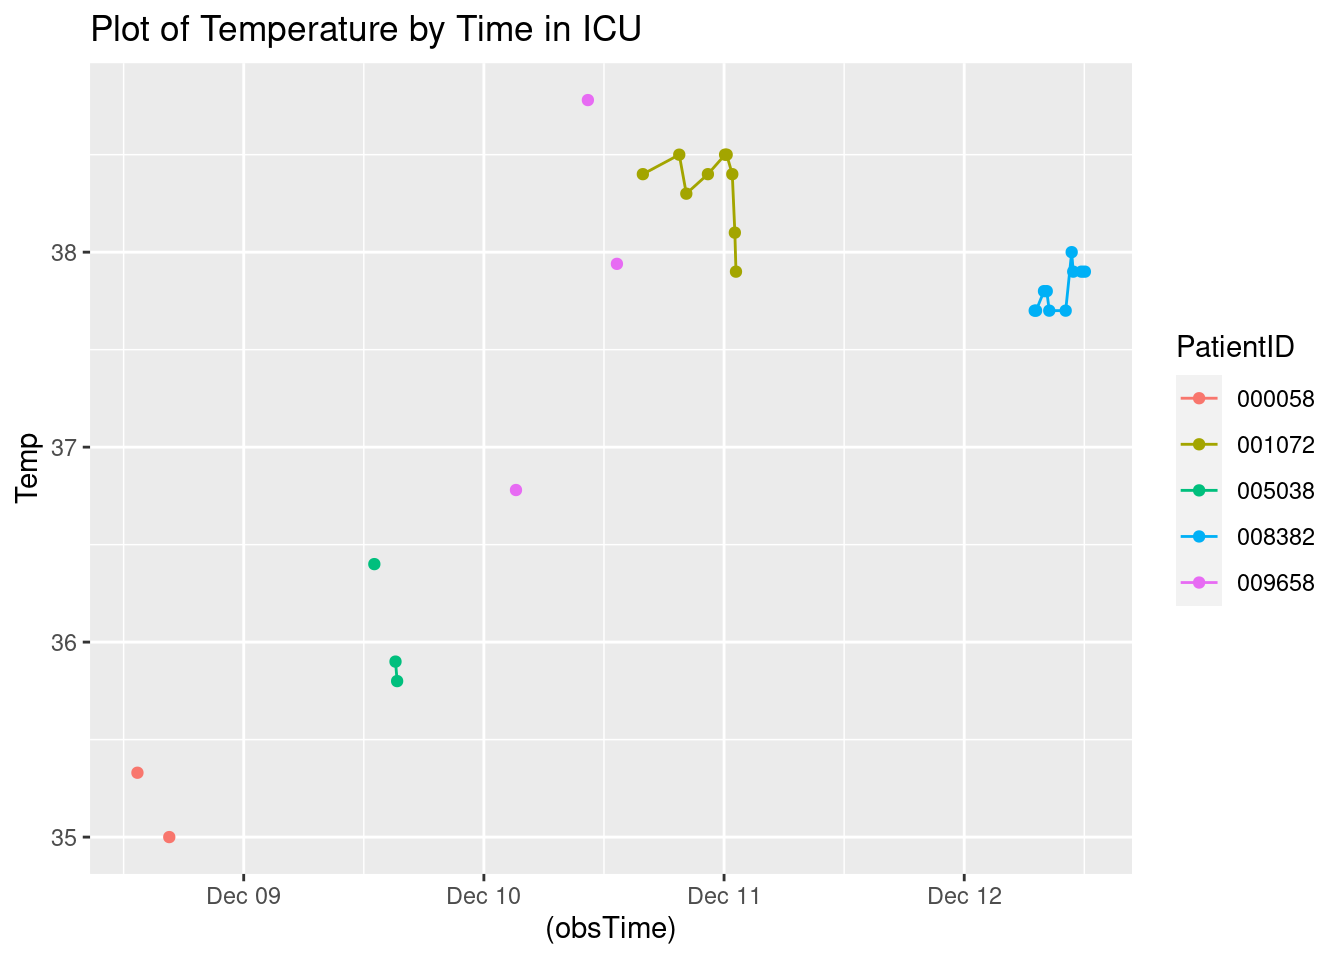 Plot of Temperature by Time in ICU
38
37
36
35
Temp
Dec 09 Dec 10 Dec 11 Dec 12
(obsTime)
PatientID
000058
001072
005038
008382
009658